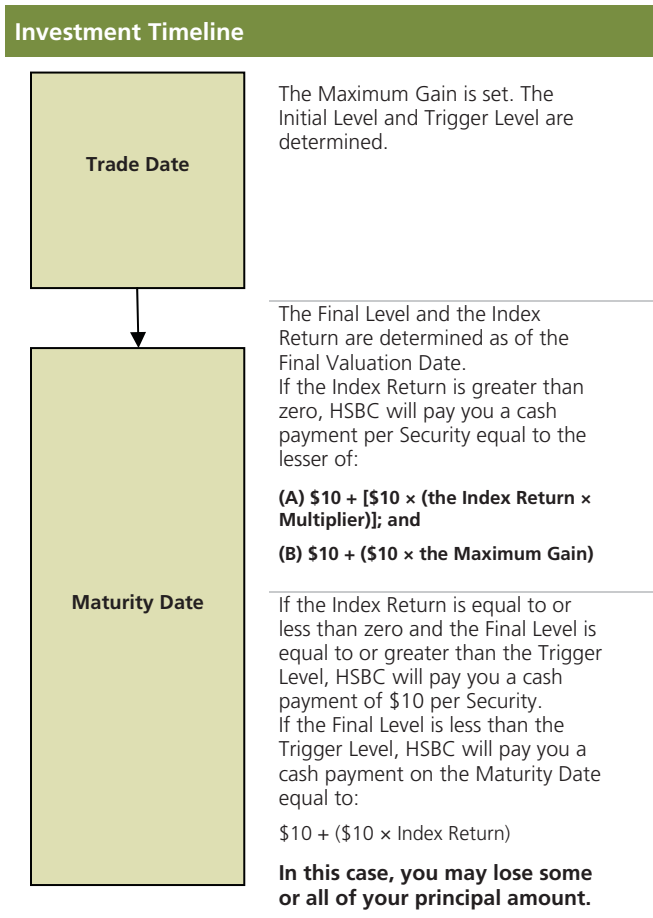 Investment Timeline
Trade Date
The Maximum Gain is set. The
Initial Level and Trigger Level are
determined.
Maturity Date
The Final Level and the Index
Return are determined as of the
Final Valuation Date.
If the Index Return is greater than
zero, HSBC will pay you a cash
payment per Security equal to the
lesser of:
(A) $10 + [$10 × (the Index Return ×
Multiplier)]; and
(B) $10 + ($10 × the Maximum Gain)
If the Index Return is equal to or
less than zero and the Final Level is
equal to or greater than the Trigger
Level, HSBC will pay you a cash
payment of $10 per Security.
If the Final Level is less than the
Trigger Level, HSBC will pay you a
cash payment on the Maturity Date
equal to:
$10 + ($10 × Index Return)
In this case, you may lose some
or all of your principal amount.